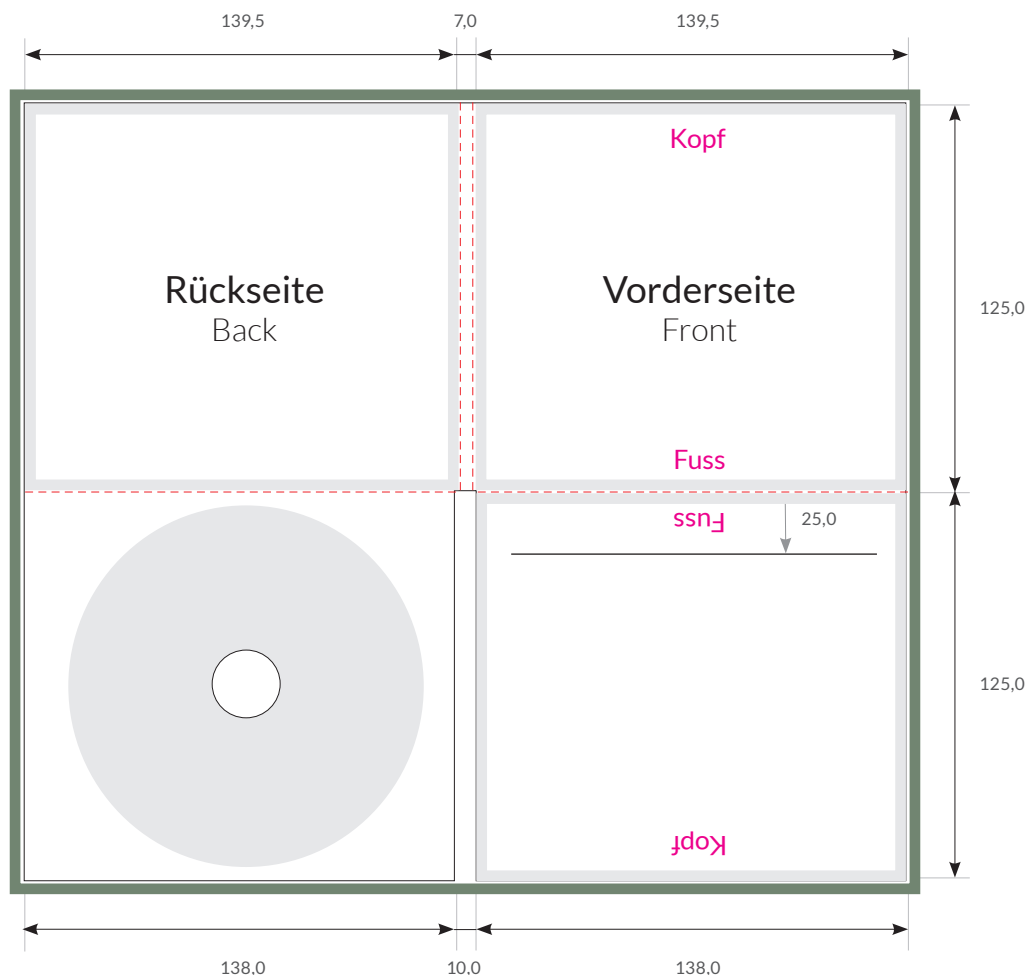 139,5
7,0
139,5
Kopf
Rückseite
Back
Vorderseite
Front
125,0
Fuss
Fuss
25,0
125,0
Kopf
138,0
10,0
138,0